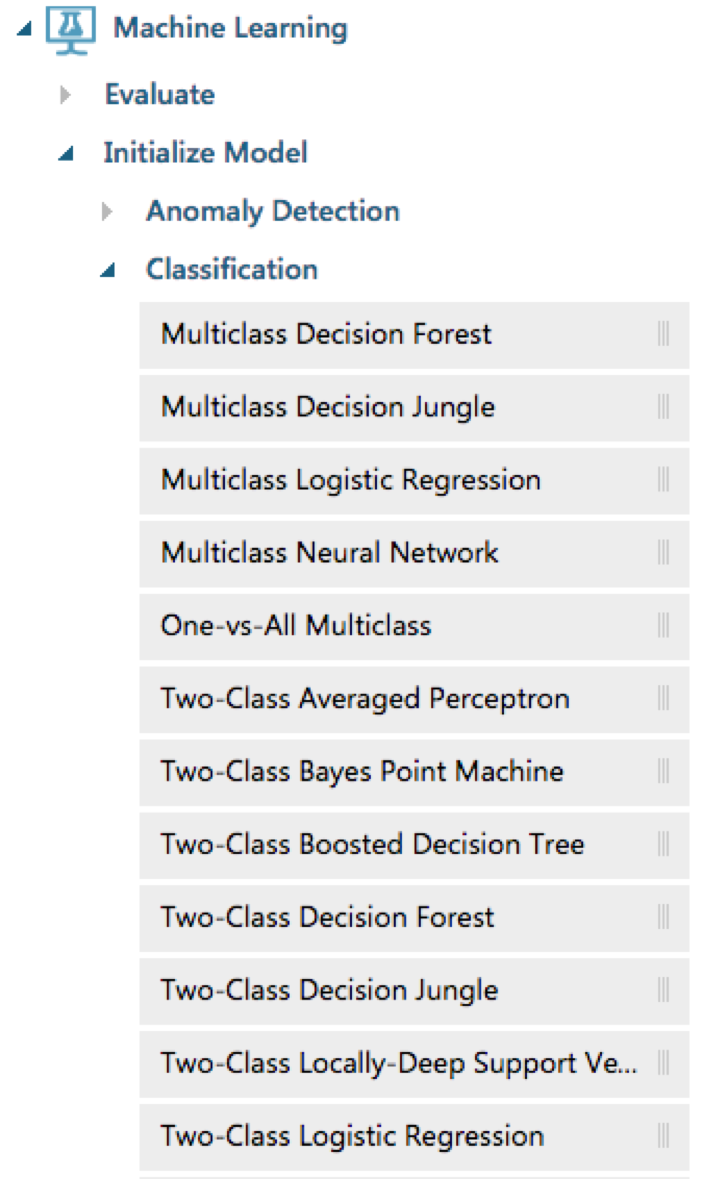 Machine Learning
Evaluate
Initialize Model
Anomaly Detection
Classification
Multiclass Decision Forest
Multiclass Decision Jungle
Multiclass Logistic Regression
Multiclass Neural Network
One-vs-All Multiclass
Two-Class Averaged Perceptron
Two-Class Bayes Point Machine
Two-Class Boosted Decision Tree
Two-Class Decision Forest
Two-Class Decision Jungle
Two-Class Locally-Deep Support Ve...
Two-Class Logistic Regression